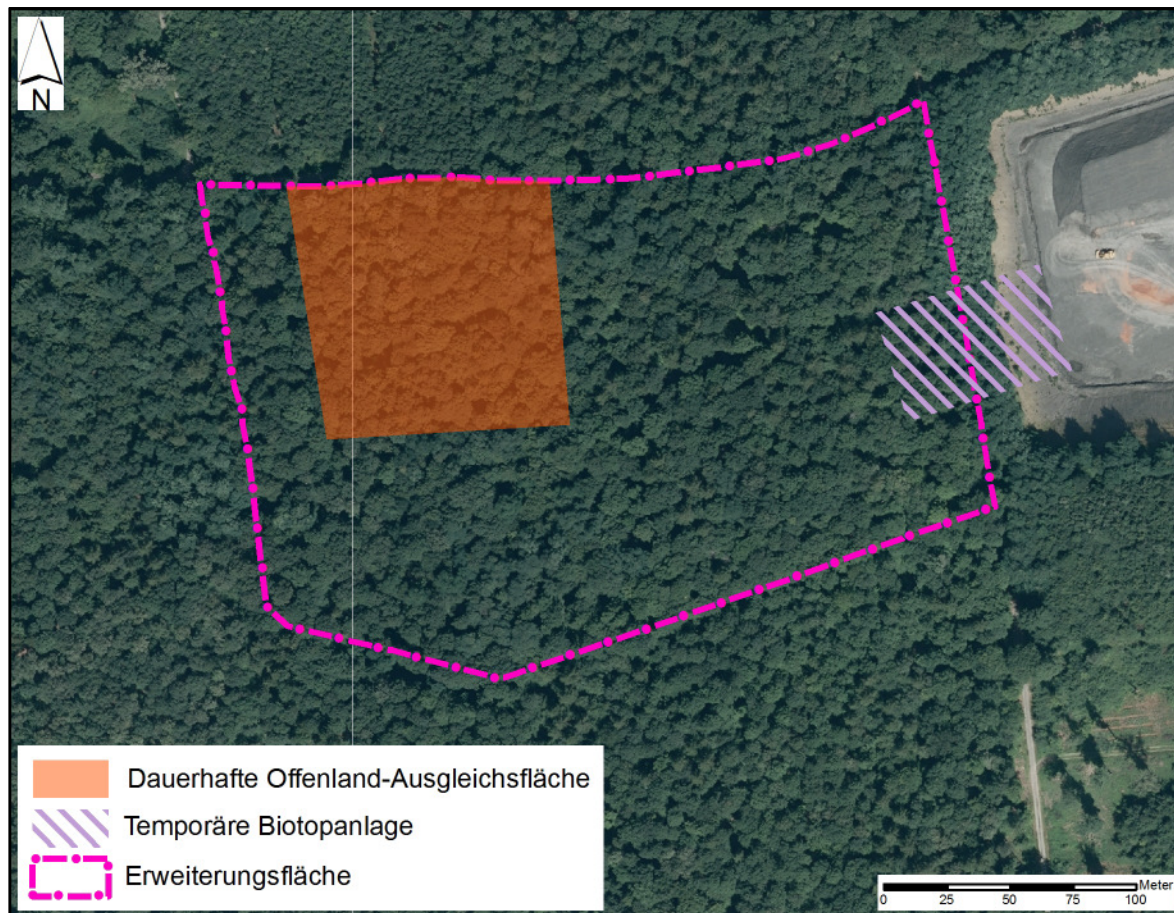 N
Dauerhafte Offenland-Ausgleichsfläche
Temporäre Biotopanlage
Erweiterungsfläche
Meter
0 25 50 75 100